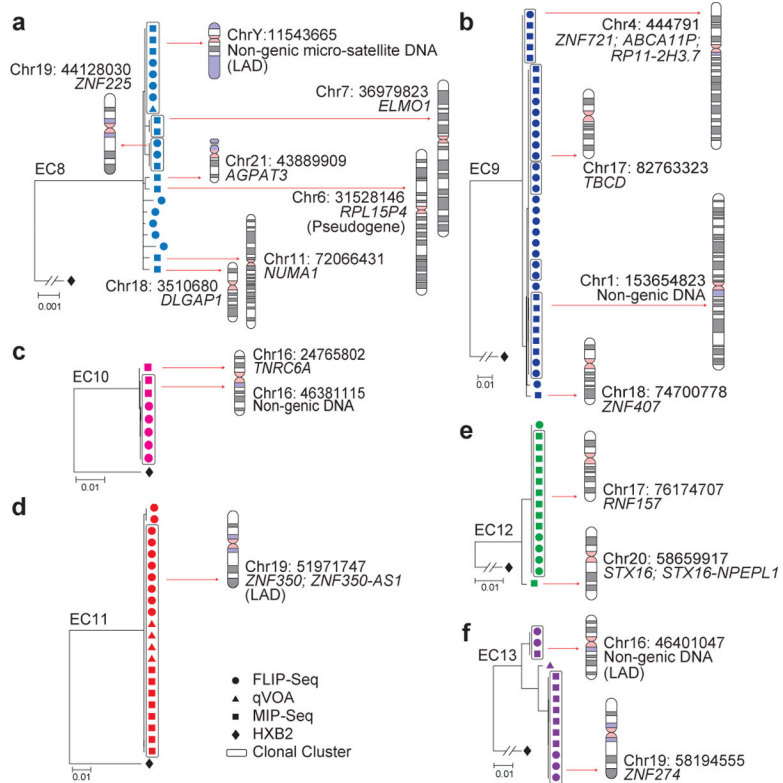 a
ChrY:11543665
Non-genic micro-satellite DNA
(LAD)
Chr19: 44128030
ZNF225
Chr7: 36979823
ELMO1
Chr21: 43889909
AGPAT3
EC8
Chr6: 31528146
RPL15P4
(Pseudogene)
Chr11: 72066431
NUMA1
Chr18: 3510680
DLGAP1
0.001
b
Chr4: 444791
ZNF721; ABCA11P;
RP11-2H3.7
Chr17: 82763323
TBCD
EC9
Chr1: 153654823
Non-genic DNA
0.01
Chr18: 74700778
ZNF407
c
EC10
Chr16: 24765802
TNRC6A
Chr16: 46381115
Non-genic DNA
0.01
d
Chr19: 51971747
ZNF350; ZNF350-AS1
(LAD)
EC11
FLIP-Seq
qVOA
MIP-Seq
HXB2
Clonal Cluster
0.01
e
Chr17: 76174707
RNF157
EC12
Chr20: 58659917
STX16; STX16-NPEPL1
0.01
f
EC13
Chr16: 46401047
Non-genic DNA
(LAD)
Chr19: 58194555
ZNF274
0.01